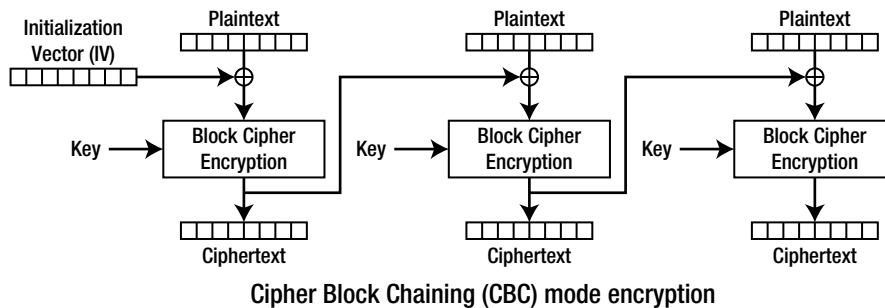 Initialization
Vector (IV)
Plaintext
Plaintext
Plaintext
Key
Block Cipher
Encryption
Key
Block Cipher
Encryption
Key
Block Cipher
Encryption
Ciphertext
Ciphertext
Ciphertext
Cipher Block Chaining (CBC) mode encryption